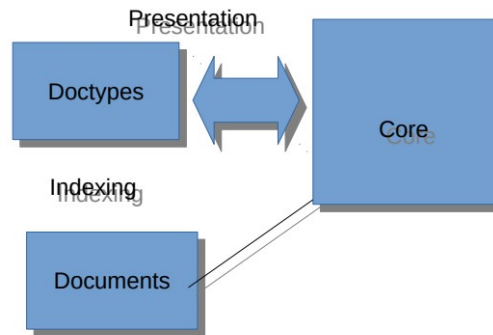 Presentation
Doctypes
Core
Indexing
Documents